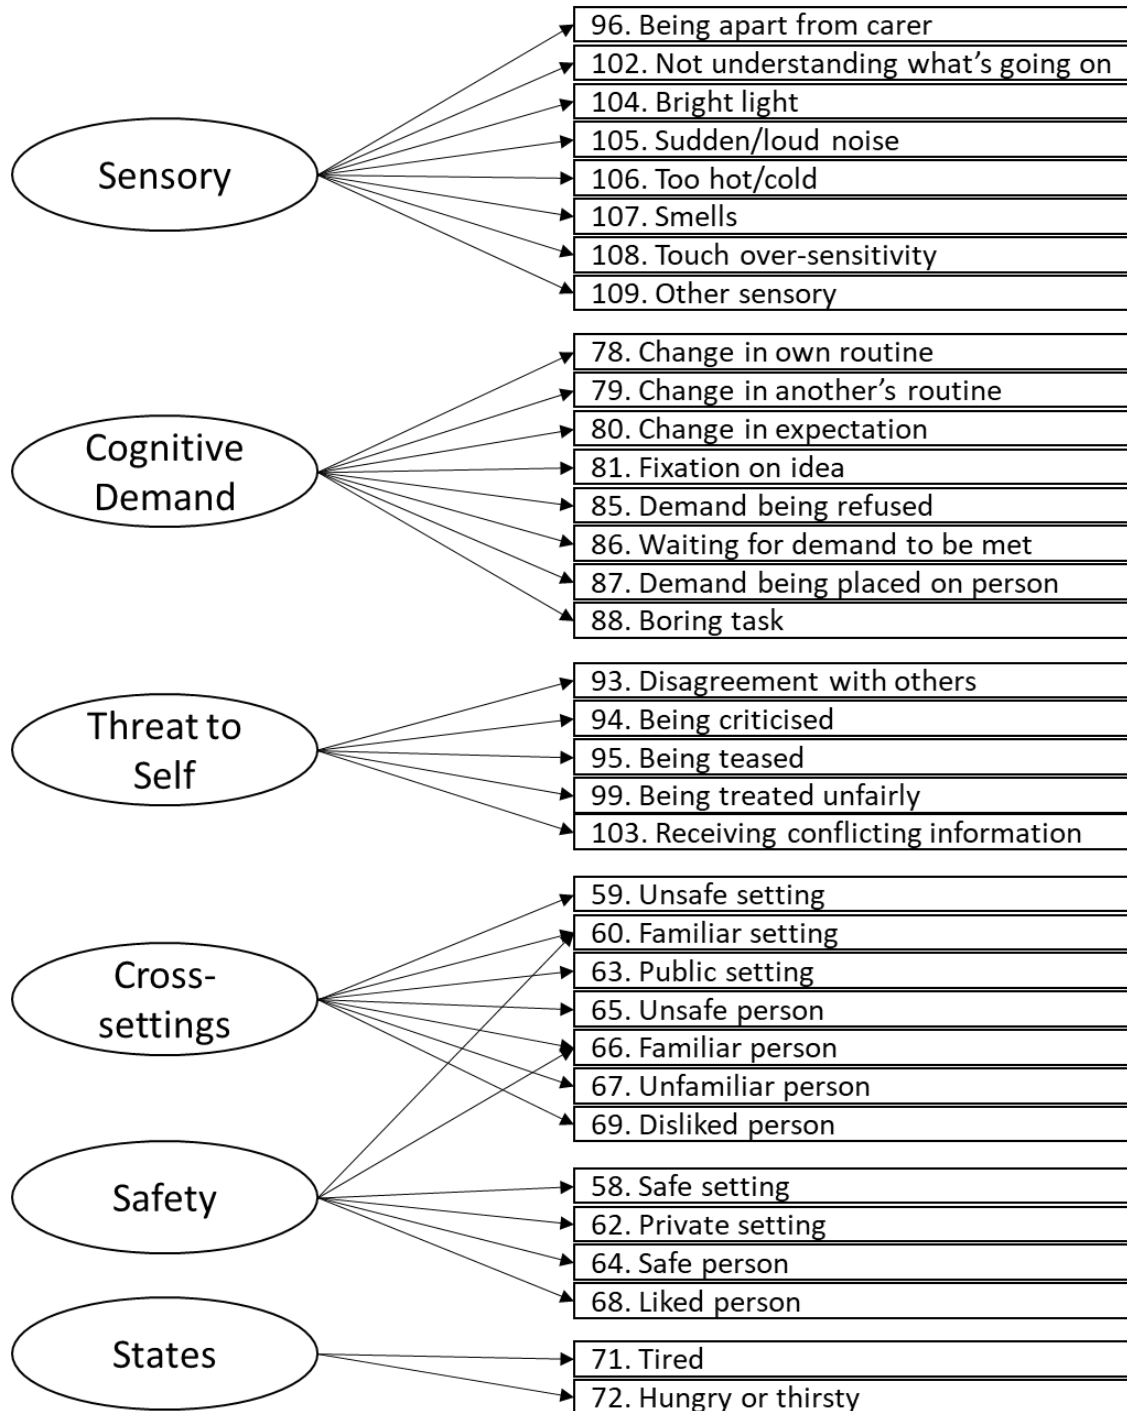 Sensory
96. Being apart from carer
102. Not understanding what's going on
104. Bright light
105. Sudden/loud noise
106. Too hot/cold
107. Smells
108. Touch over-sensitivity
109. Other sensory
Cognitive
Demand
78. Change in own routine
79. Change in another's routine
80. Change in expectation
81. Fixation on idea
85. Demand being refused
86. Waiting for demand to be met
87. Demand being placed on person
88. Boring task
Threat to
Self
93. Disagreement with others
94. Being criticised
95. Being teased
99. Being treated unfairly
103. Receiving conflicting information
Cross-
settings
59. Unsafe setting
60. Familiar setting
63. Public setting
65. Unsafe person
66. Familiar person
67. Unfamiliar person
69. Disliked person
Safety
58. Safe setting
62. Private setting
64. Safe person
68. Liked person
States
71. Tired
72. Hungry or thirsty